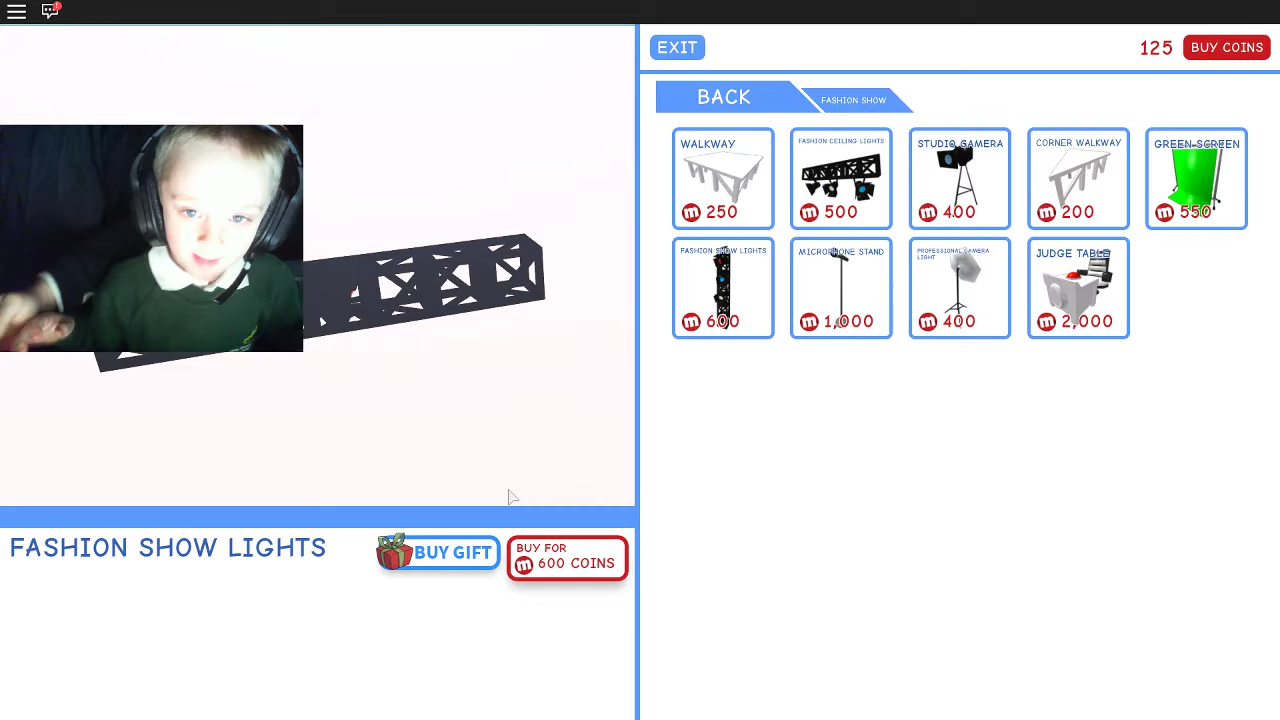 EXIT
125
BUY COINS
BACK
FASHION SHOW
WALKWAY
250
FASHION CEILING LIGHTS
500
STUDIO CAMERA
400
CORNER WALKWAY
200
GREEN SCREEN
550
FASHION SHOW LIGHTS
600
MICROPHONE STAND
1,000
PROFESSIONAL CAMERA
LIGHT
400
JUDGE TABLE
2,000
FASHION SHOW LIGHTS
BUY GIFT
BUY FOR
600 COINS